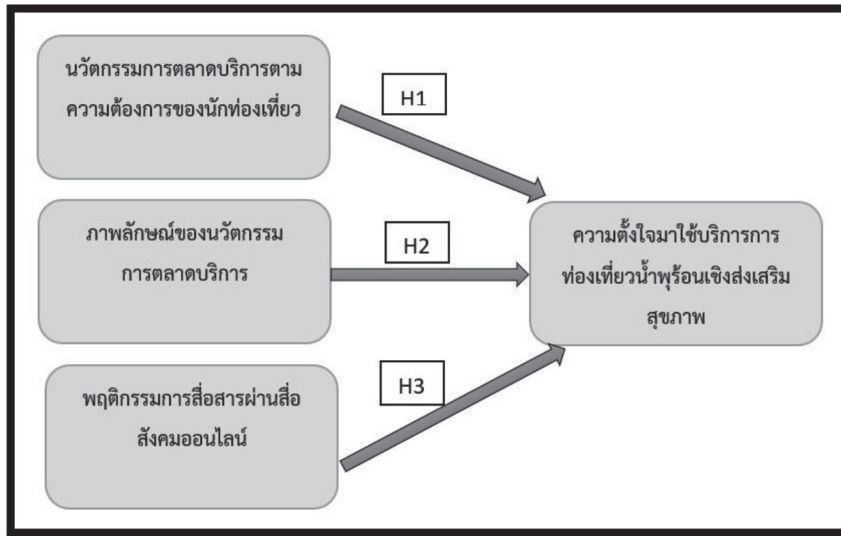 นวัตกรรมการตลาดบริการตาม
ความต้องการของนักท่องเที่ยว
H1
ภาพลักษณ์ของนวัตกรรม
การตลาดบริการ
H2
ความตั้งใจมาใช้บริการการ
ท่องเที่ยวน้ำพุร้อนเชิงส่งเสริม
สุขภาพ
พฤติกรรมการสื่อสารผ่านสื่อ
สังคมออนไลน์
H3